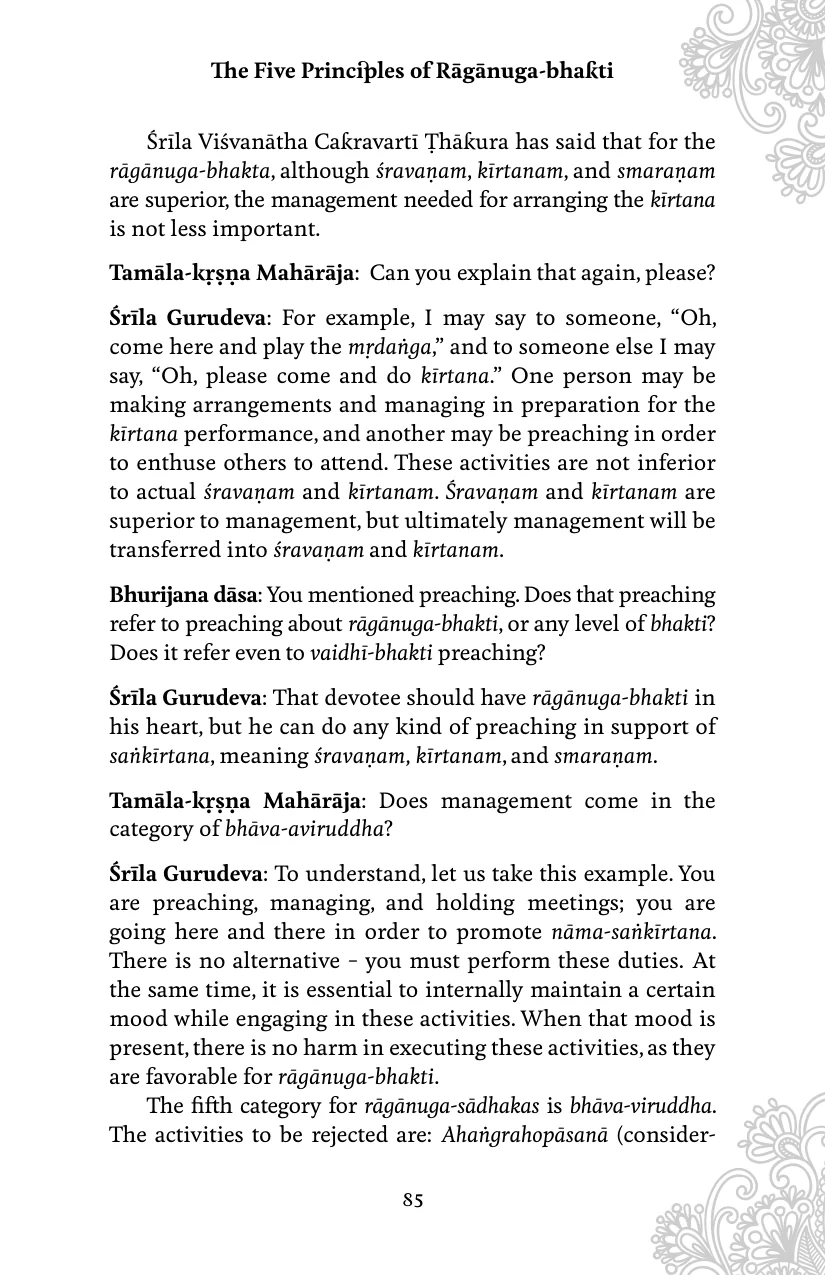 The Five Principles of Rāgānuga-bhakti
Śrīla Viśvanātha Cakravartī Ṭhākura has said that for the
rāgānuga-bhakta, although śravaṇam, kīrtanam, and smaraṇam
are superior, the management needed for arranging the kīrtana
is not less important.
Tamāla-kṛṣṇa Mahārāja: Can you explain that again, please?
Śrīla Gurudeva: For example, I may say to someone, “Oh,
come here and play the mṛdaṅga,” and to someone else I may
say, “Oh, please come and do kīrtana.” One person may be
making arrangements and managing in preparation for the
kīrtana performance, and another may be preaching in order
to enthuse others to attend. These activities are not inferior
to actual śravaṇam and kīrtanam. Śravaṇam and kīrtanam are
superior to management, but ultimately management will be
transferred into śravaṇam and kīrtanam.
Bhurijana dāsa: You mentioned preaching. Does that preaching
refer to preaching about rāgānuga-bhakti, or any level of bhakti?
Does it refer even to vaidhī-bhakti preaching?
Śrīla Gurudeva: That devotee should have rāgānuga-bhakti in
his heart, but he can do any kind of preaching in support of
saṅkīrtana, meaning śravaṇam, kīrtanam, and smaraṇam.
Tamāla-kṛṣṇa Mahārāja: Does management come in the
category of bhāva-aviruddha?
Śrīla Gurudeva: To understand, let us take this example. You
are preaching, managing, and holding meetings; you are
going here and there in order to promote nāma-saṅkīrtana.
There is no alternative – you must perform these duties. At
the same time, it is essential to internally maintain a certain
mood while engaging in these activities. When that mood is
present, there is no harm in executing these activities, as they
are favorable for rāgānuga-bhakti.
The fifth category for rāgānuga-sādhakas is bhāva-viruddha.
The activities to be rejected are: Ahaṅgrahopāsanā (consider-
85